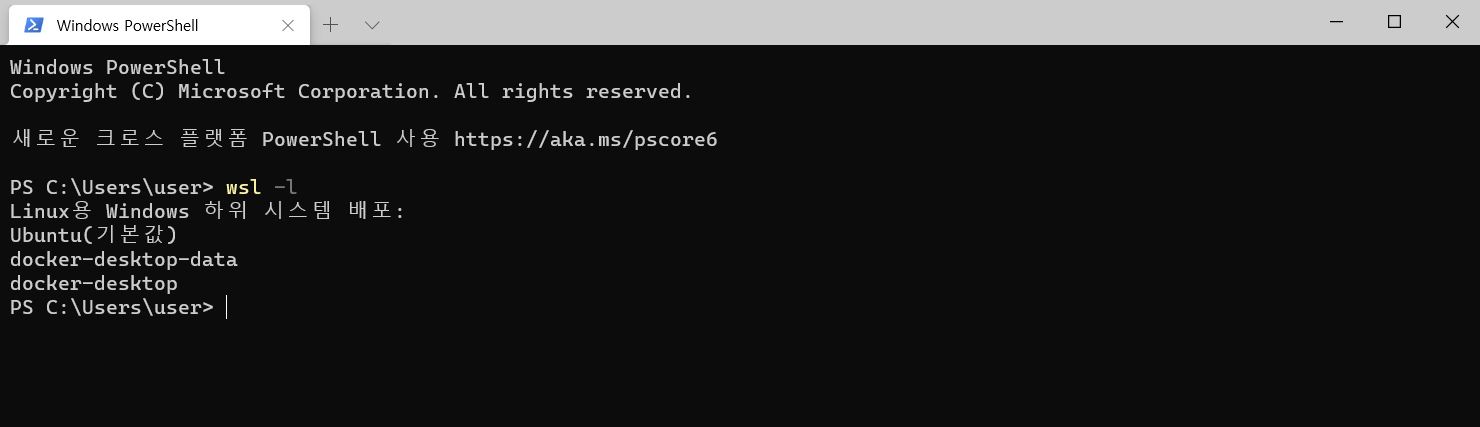 Windows PowerShell
Windows PowerShell
Copyright (C) Microsoft Corporation. All rights reserved.
새로운 크로스 플랫폼 PowerShell 사용 https://aka.ms/pscore6
PS C:\Users\user> wsl -l
Linux용 Windows 하위 시스템 배포:
Ubuntu(기본값)
docker-desktop-data
docker-desktop
PS C:\Users\user>